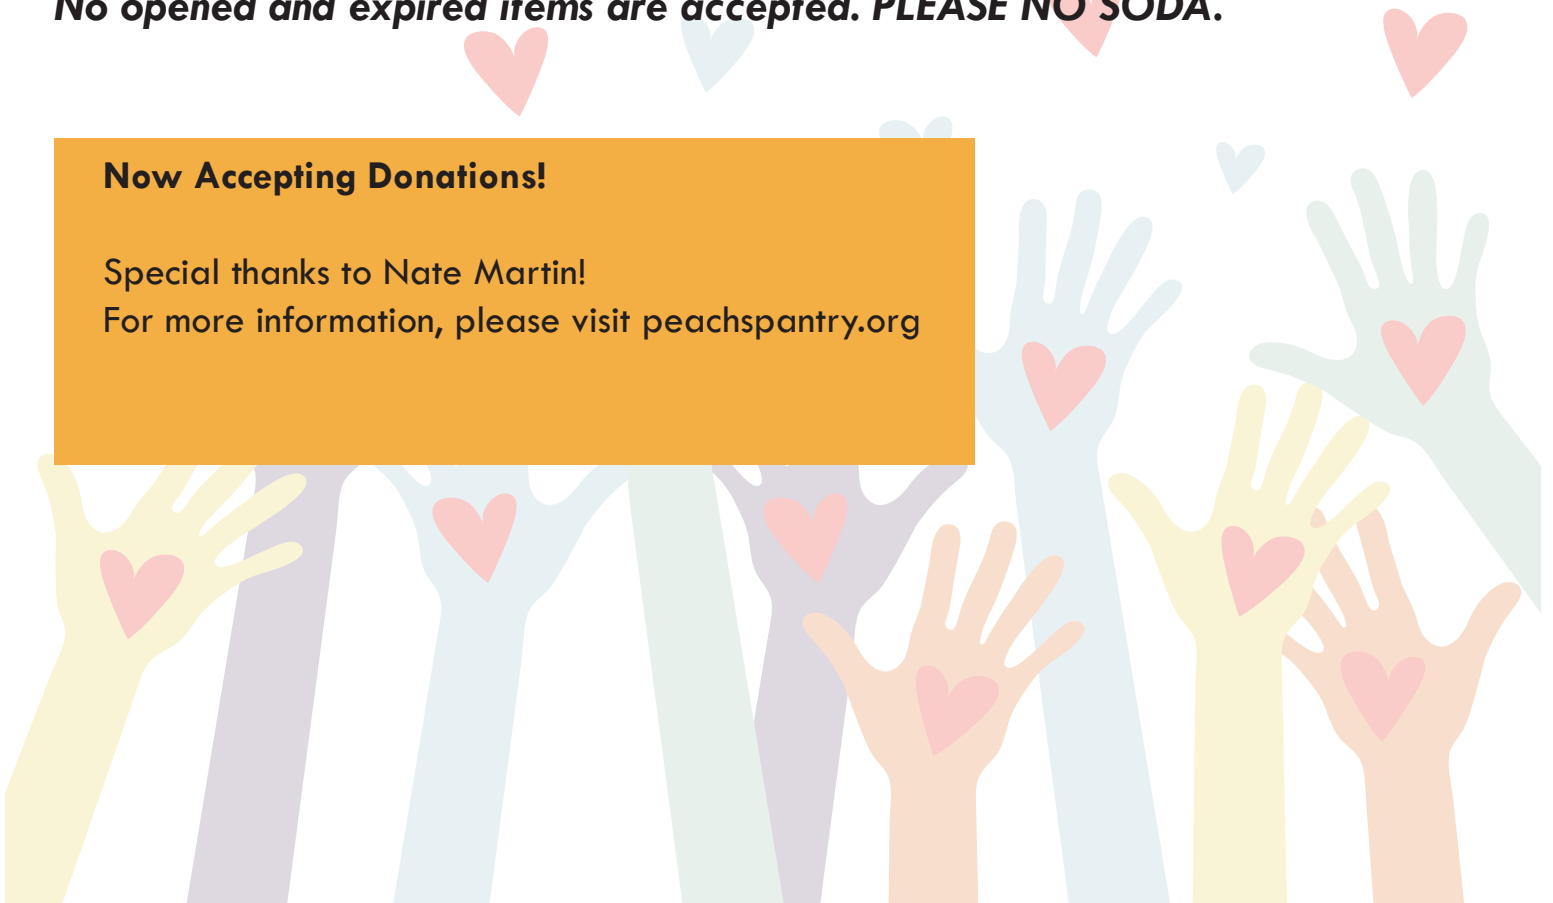 No opened and expired items are accepted. PLEASE NO SODA.
Now Accepting Donations!
Special thanks to Nate Martin!
For more information, please visit peachspantry.org